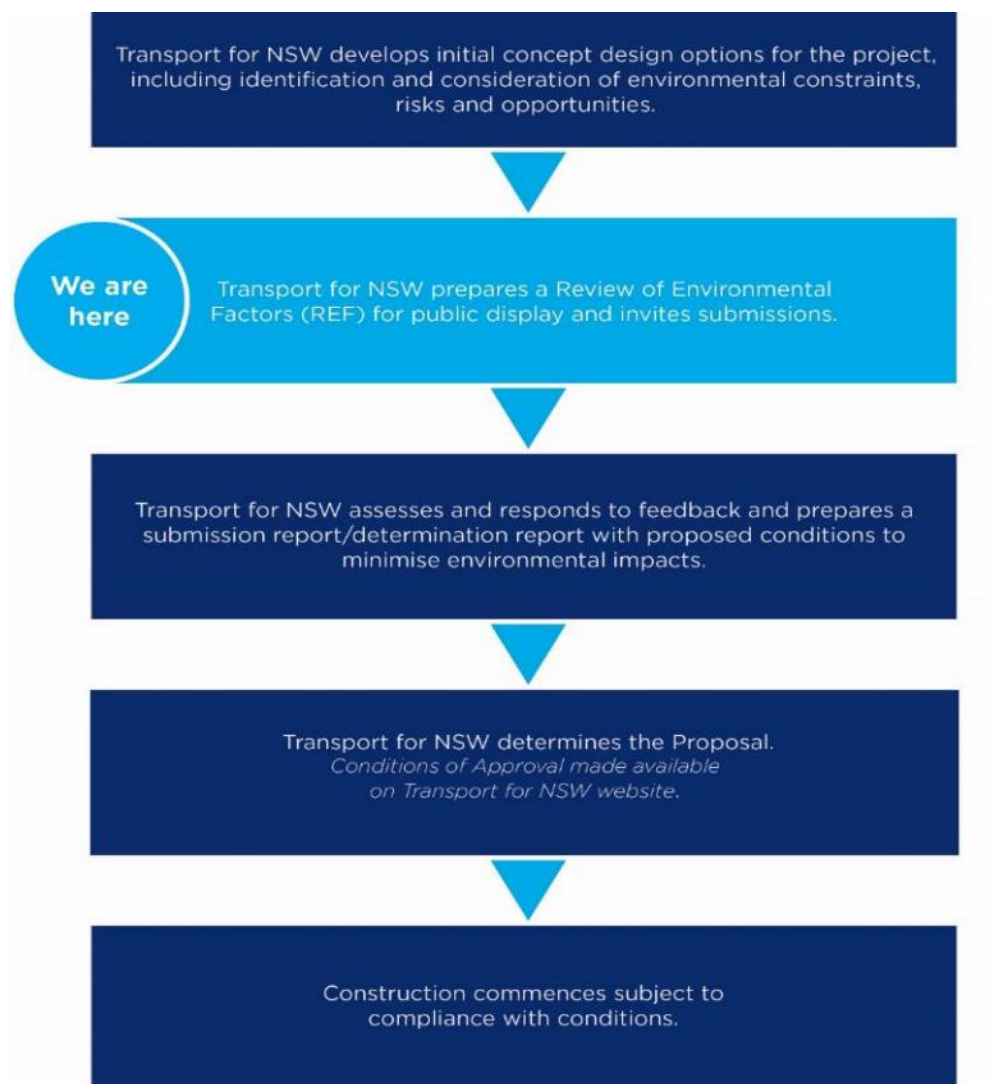 Transport for NSW develops initial concept design options for the project,
including identification and consideration of environmental constraints,
risks and opportunities.
We are
here
Transport for NSW prepares a Review of Environmental
Factors (REF) for public display and invites submissions.
Transport for NSW assesses and responds to feedback and prepares a
submission report/determination report with proposed conditions to
minimise environmental impacts.
Transport for NSW determines the Proposal.
Conditions of Approval made available
on Transport for NSW website.
Construction commences subject to
compliance with conditions.